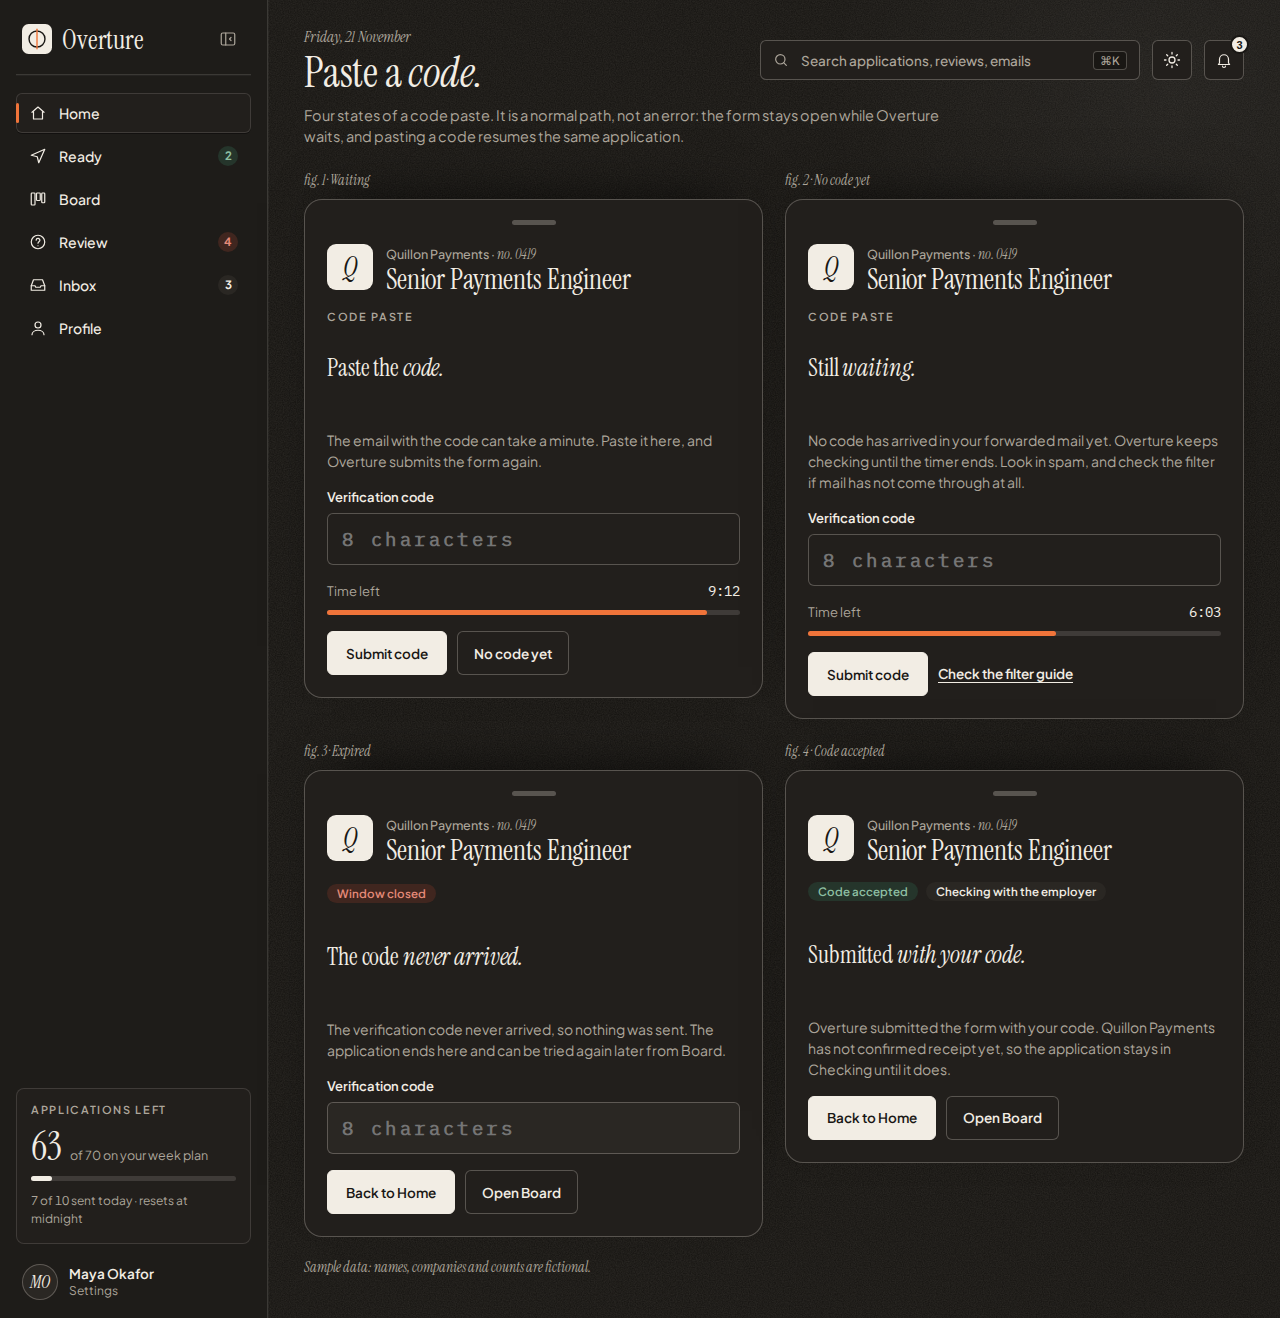 Overture
Home
Ready 2
Board
Review 4
Inbox 3
Profile
APPLICATIONS LEFT
63 of 70 on your week plan
7 of 10 sent today · resets at
midnight
MO
Maya Okafor
Settings
Friday, 21 November
Paste a code.
Search applications, reviews, emails ⌘K
3
Four states of a code paste. It is a normal path, not an error: the form stays open while Overture
waits, and pasting a code resumes the same application.
fig. 1 · Waiting
Q
Quillon Payments · no. 0419
Senior Payments Engineer
CODE PASTE
Paste the code.
The email with the code can take a minute. Paste it here, and
Overture submits the form again.
Verification code
8 characters
Time left 9:12
Submit code
No code yet
fig. 2 · No code yet
Q
Quillon Payments · no. 0419
Senior Payments Engineer
CODE PASTE
Still waiting.
No code has arrived in your forwarded mail yet. Overture keeps
checking until the timer ends. Look in spam, and check the filter
if mail has not come through at all.
Verification code
8 characters
Time left 6:03
Submit code
Check the filter guide
fig. 3 · Expired
Q
Quillon Payments · no. 0419
Senior Payments Engineer
Window closed
The code never arrived.
The verification code never arrived, so nothing was sent. The
application ends here and can be tried again later from Board.
Verification code
8 characters
Back to Home
Open Board
fig. 4 · Code accepted
Q
Quillon Payments · no. 0419
Senior Payments Engineer
Code accepted
Checking with the employer
Submitted with your code.
Overture submitted the form with your code. Quillon Payments
has not confirmed receipt yet, so the application stays in
Checking until it does.
Back to Home
Open Board
Sample data: names, companies and counts are fictional.